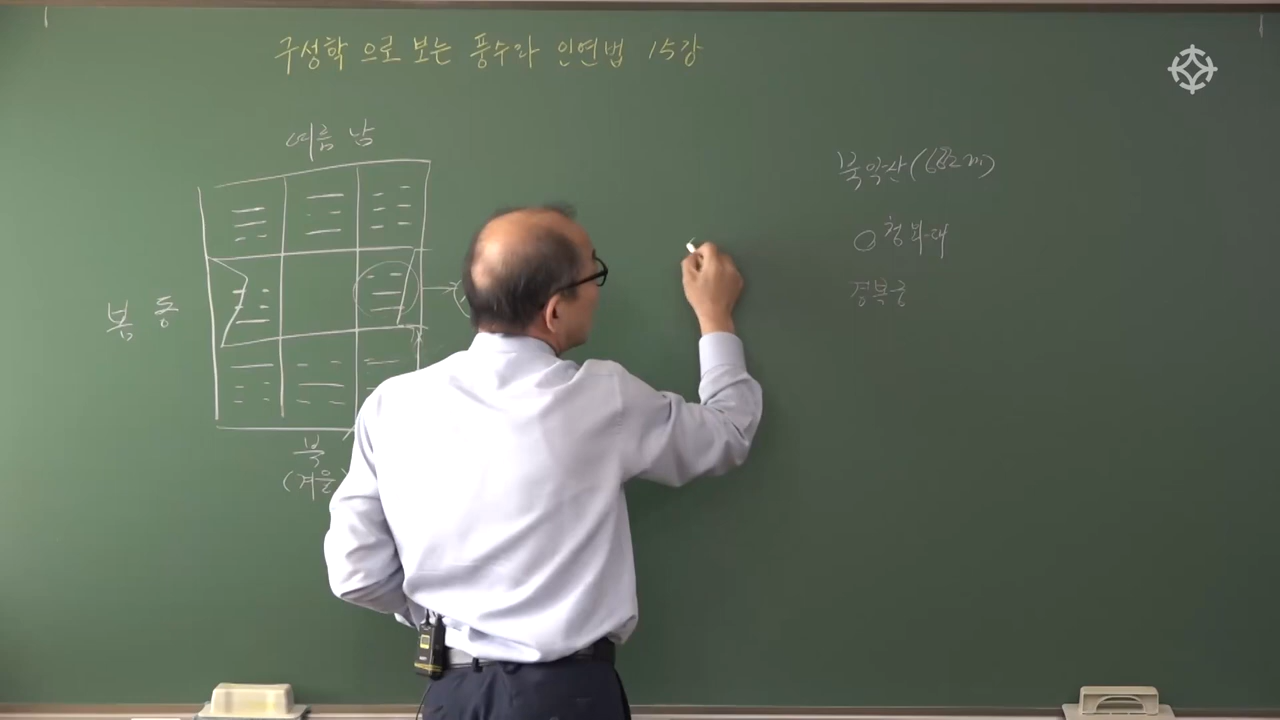 구성학 으로 보는 풍수와 인연법 15강
여름 남
봄 동
북
(겨울)
북악산(632m)
청와대
경복궁